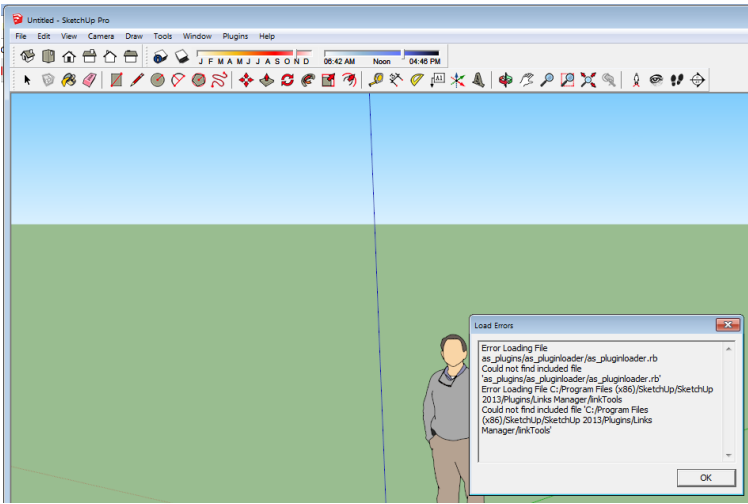 Untitled - SketchUp Pro
File Edit View Camera Draw Tools Window Plugins Help
J F M A M J J A S O N D 06:42 AM Noon 04:46 PM
A1
Load Errors
Error Loading File
as_plugins/as_pluginloader/as_pluginloader.rb
Could not find included file
'as_plugins/as_pluginloader/as_pluginloader.rb'
Error Loading File C:/Program Files (x86)/SketchUp/SketchUp
2013/Plugins/Links Manager/linkTools
Could not find included file 'C:/Program Files
(x86)/SketchUp/SketchUp 2013/Plugins/Links
Manager/linkTools'
OK